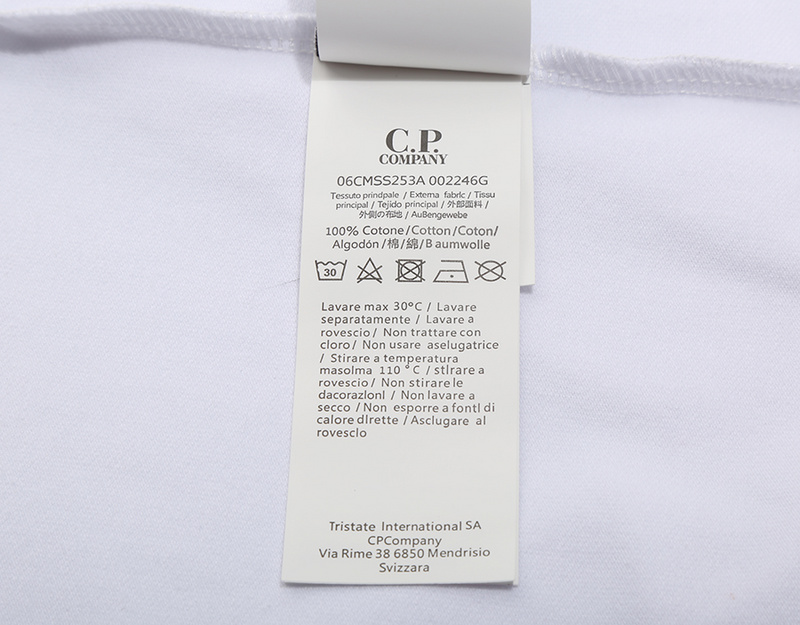 C.P.
COMPANY
06CMSS253A 002246G
Tessuto prindpale / Externa fabrlc / Tissu
principal / Tejido principal / 外部面料 /
外側の布地 / AuBengewebe
100% Cotone/Cotton/Coton/
Algodón/棉/綿/B aumwolle
30
Lavare max 30ºC / Lavare
separatamente / Lavare a
rovescio/ Non trattare con
cloro/ Non usare aselugatrice
/ Stirare a temperatura
masolma 110 °C / stlrare a
rovescio/ Non stirare le
dacorazlonl / Non lavare a
secco /Non esporre a fontl di
calore dlrette /Asclugare al
rovesclo
Tristate International SA
CPCompany
Via Rime 38 6850 Mendrisio
Svizzara